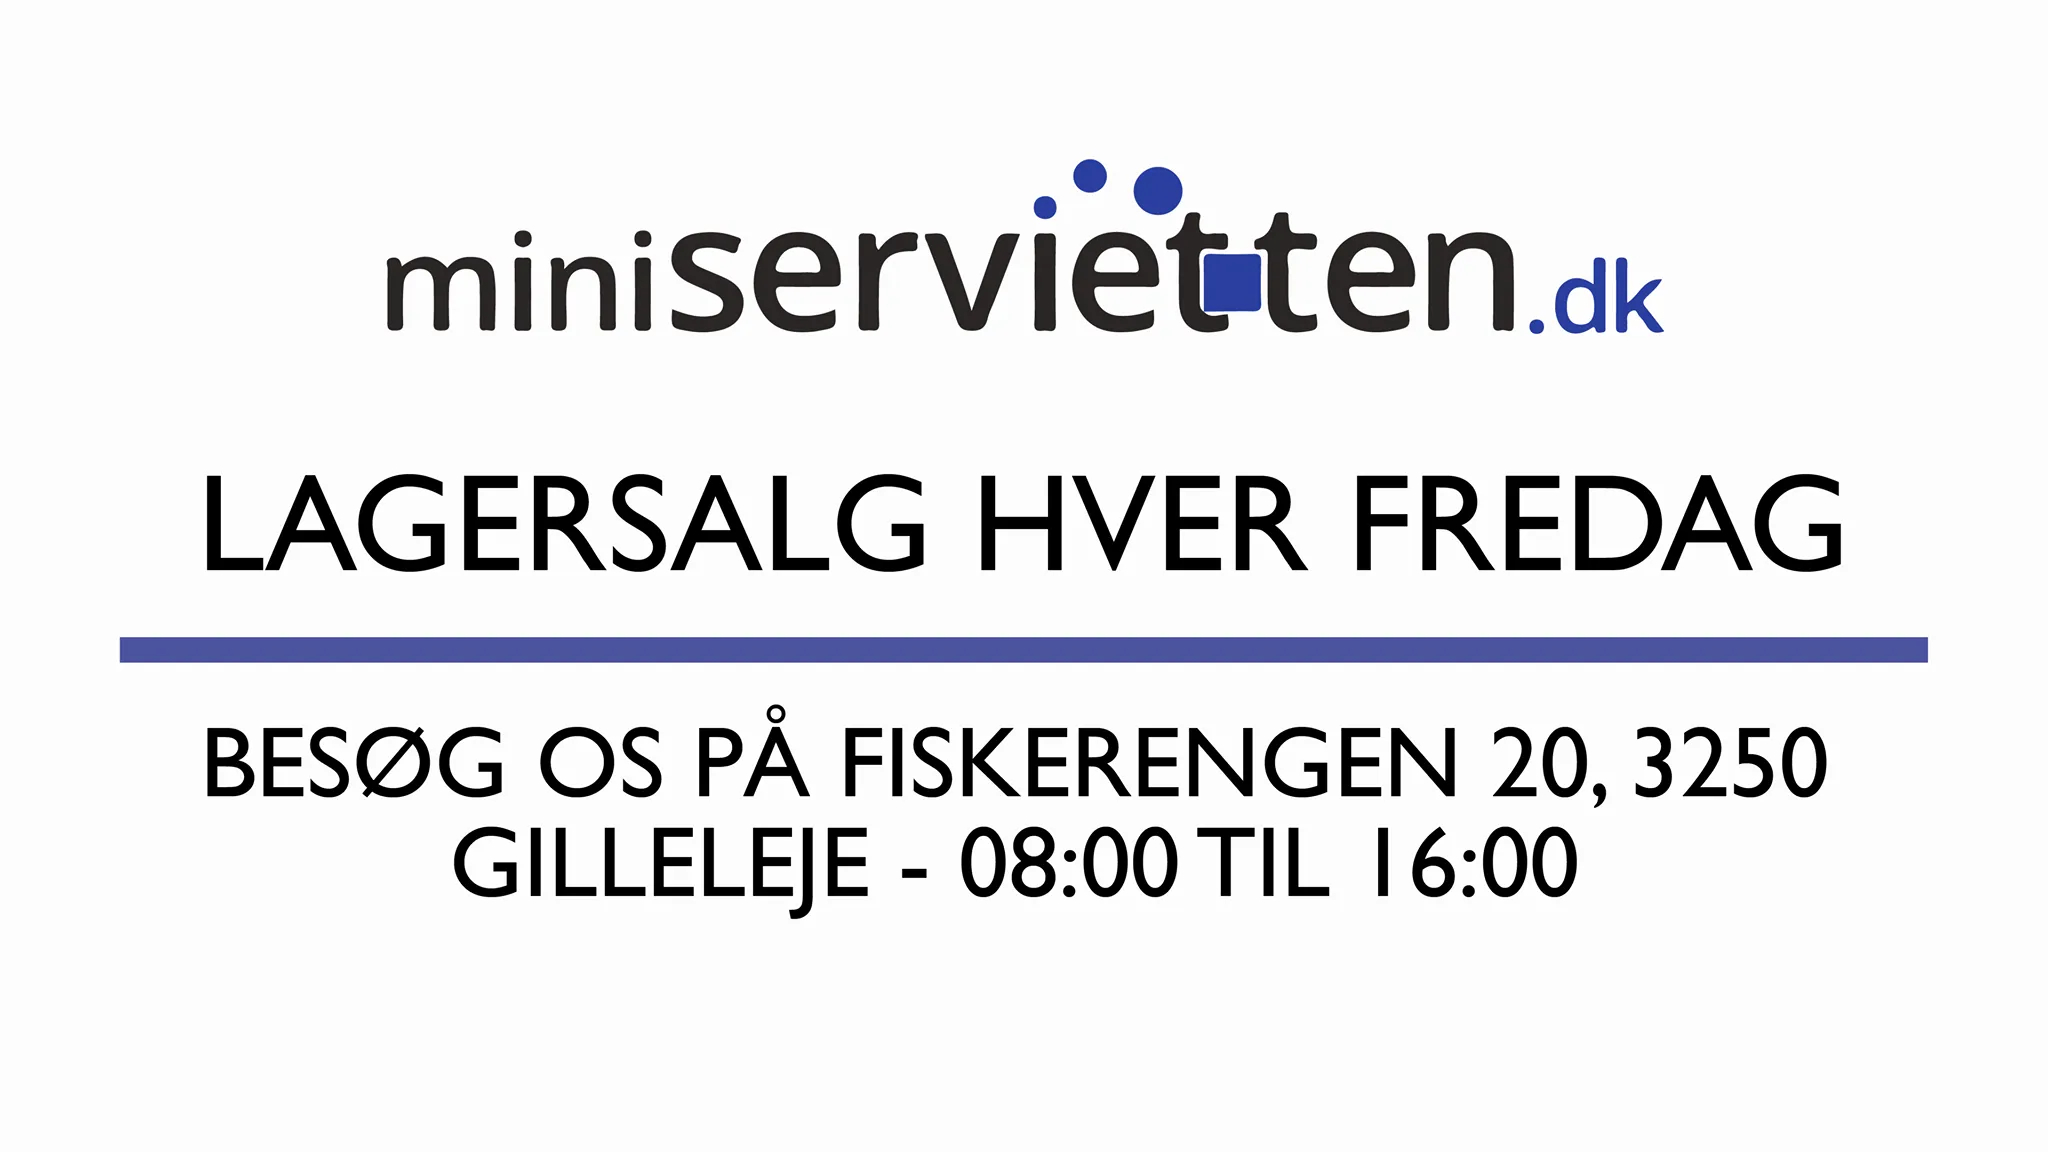 miniservietten.dk
LAGERSALG HVER FREDAG
BESØG OS PÅ FISKERENGEN 20, 3250
GILLELEJE - 08:00 TIL 16:00